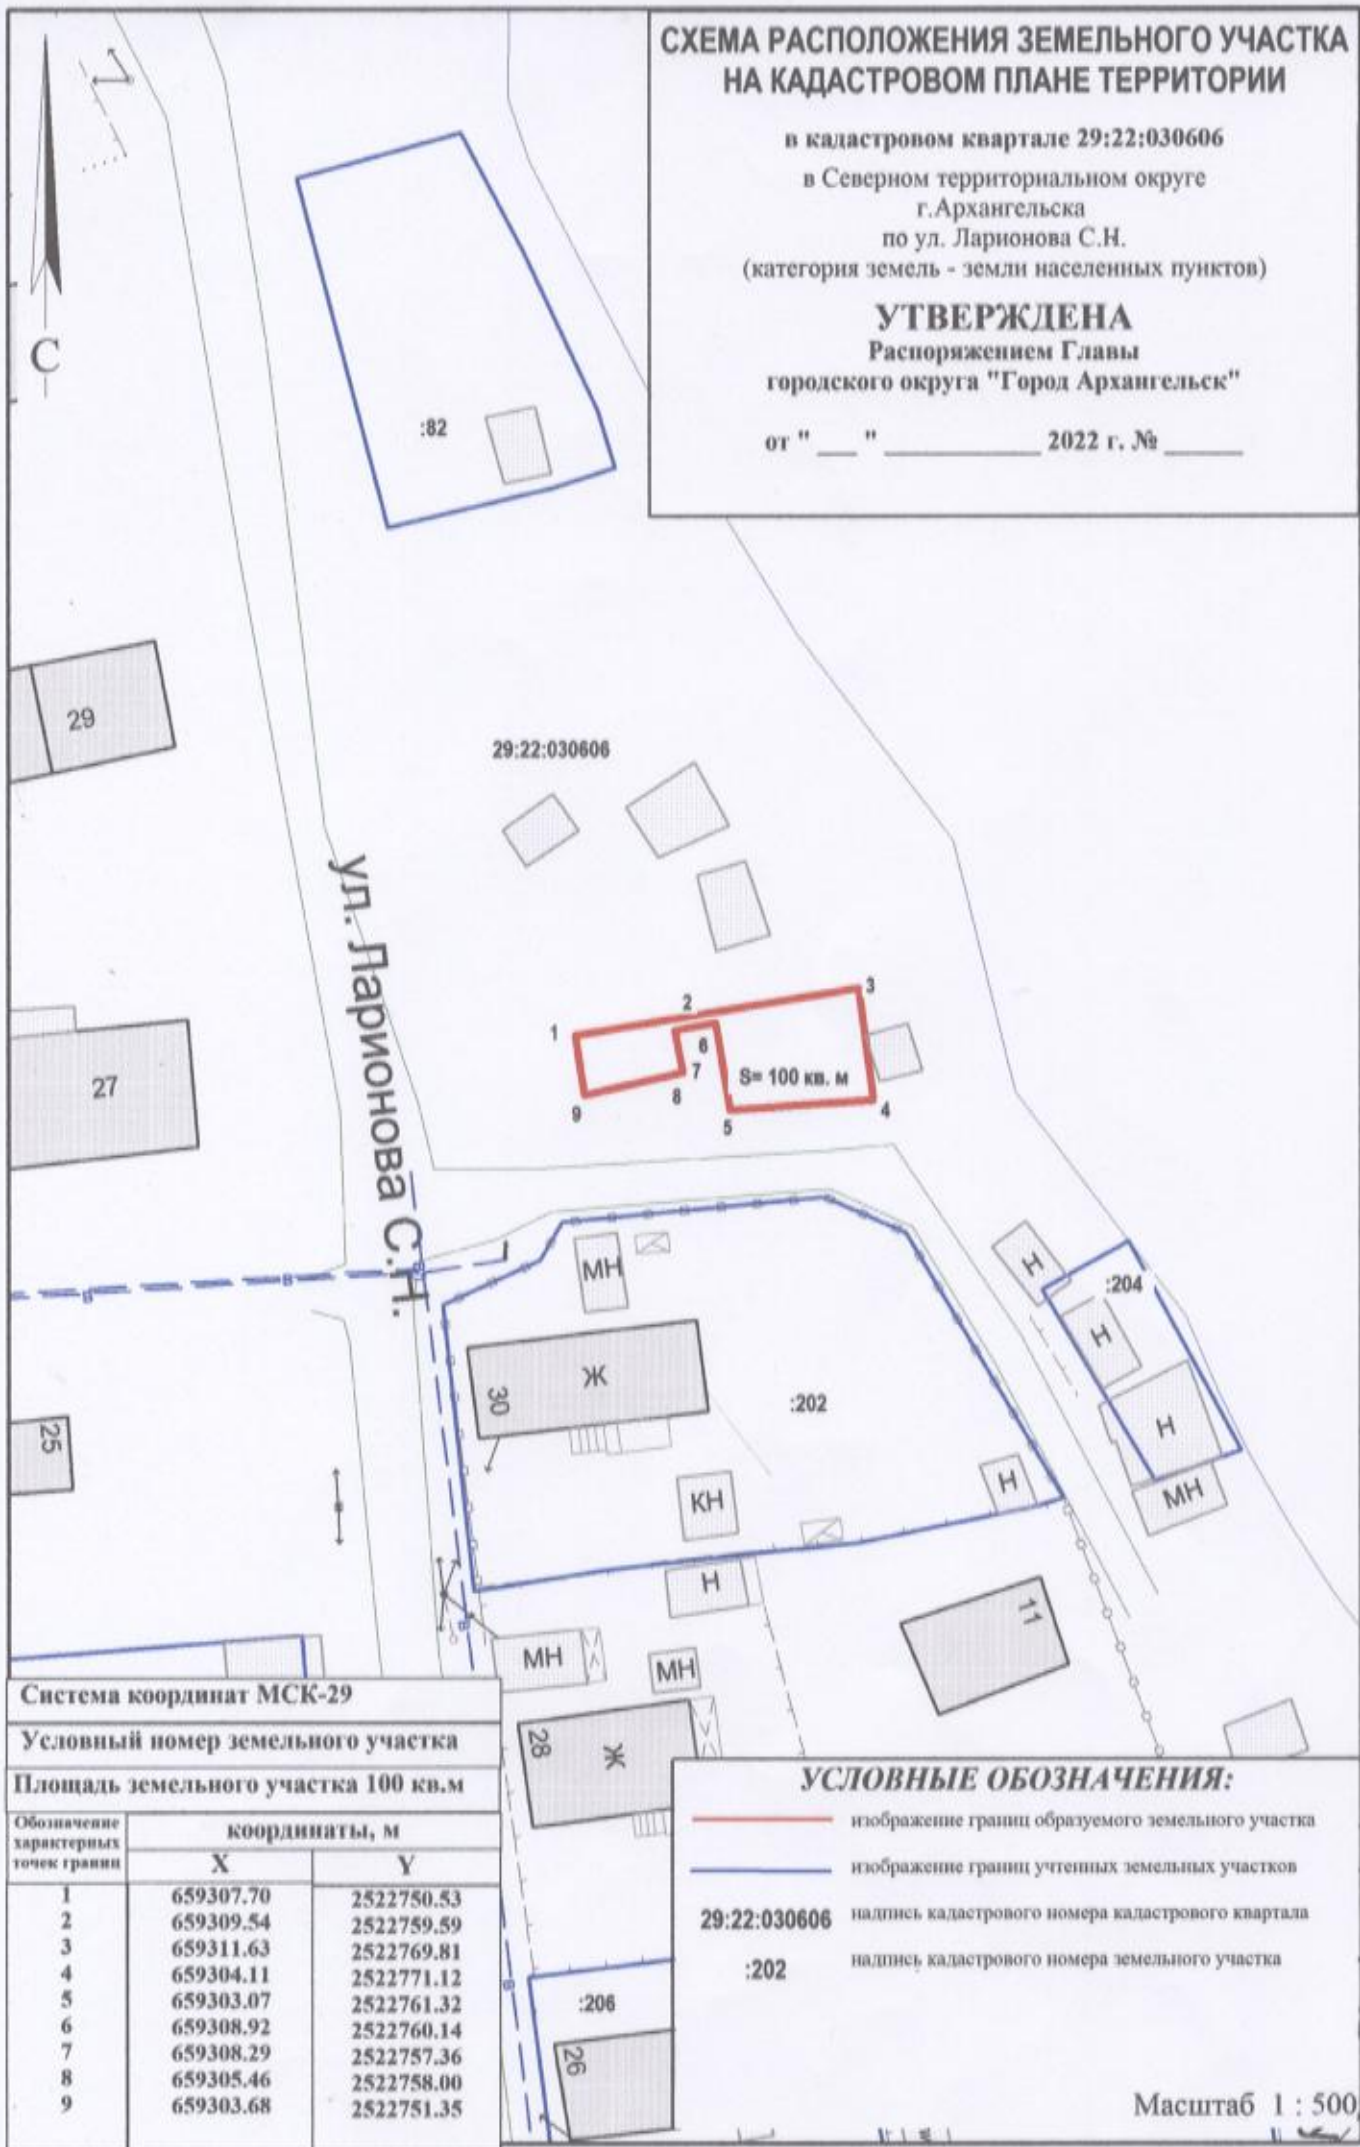 СХЕМА РАСПОЛОЖЕНИЯ ЗЕМЕЛЬНОГО УЧАСТКА
НА КАДАСТРОВОМ ПЛАНЕ ТЕРРИТОРИИ
в кадастровом квартале 29:22:030606
в Северном территориальном округе
г.Архангельска
по ул. Ларионова С.Н.
(категория земель - земли населенных пунктов)
УТВЕРЖДЕНА
Распоряжением Главы
городского округа "Город Архангельск"
от " ___ " ____________ 2022 г. № ______
С
:82
29
29:22:030606
ул. Ларионова С.Н.
27
1
2
3
6
7
S= 100 кв. м
8
9
5
4
В
В
В
МН
Н
:204
Н
Ж
30
:202
Н
25
КН
Н
МН
Н
11
В
МН
МН
28
Ж
Система координат МСК-29
Условный номер земельного участка
Площадь земельного участка 100 кв.м
Обозначение характерных точек границ
координаты, м
X Y
1 659307.70 2522750.53
2 659309.54 2522759.59
3 659311.63 2522769.81
4 659304.11 2522771.12
5 659303.07 2522761.32
6 659308.92 2522760.14
7 659308.29 2522757.36
8 659305.46 2522758.00
9 659303.68 2522751.35
В
:206
26
УСЛОВНЫЕ ОБОЗНАЧЕНИЯ:
изображение границ образуемого земельного участка
изображение границ учтенных земельных участков
29:22:030606 надпись кадастрового номера кадастрового квартала
:202 надпись кадастрового номера земельного участка
Масштаб 1 : 500